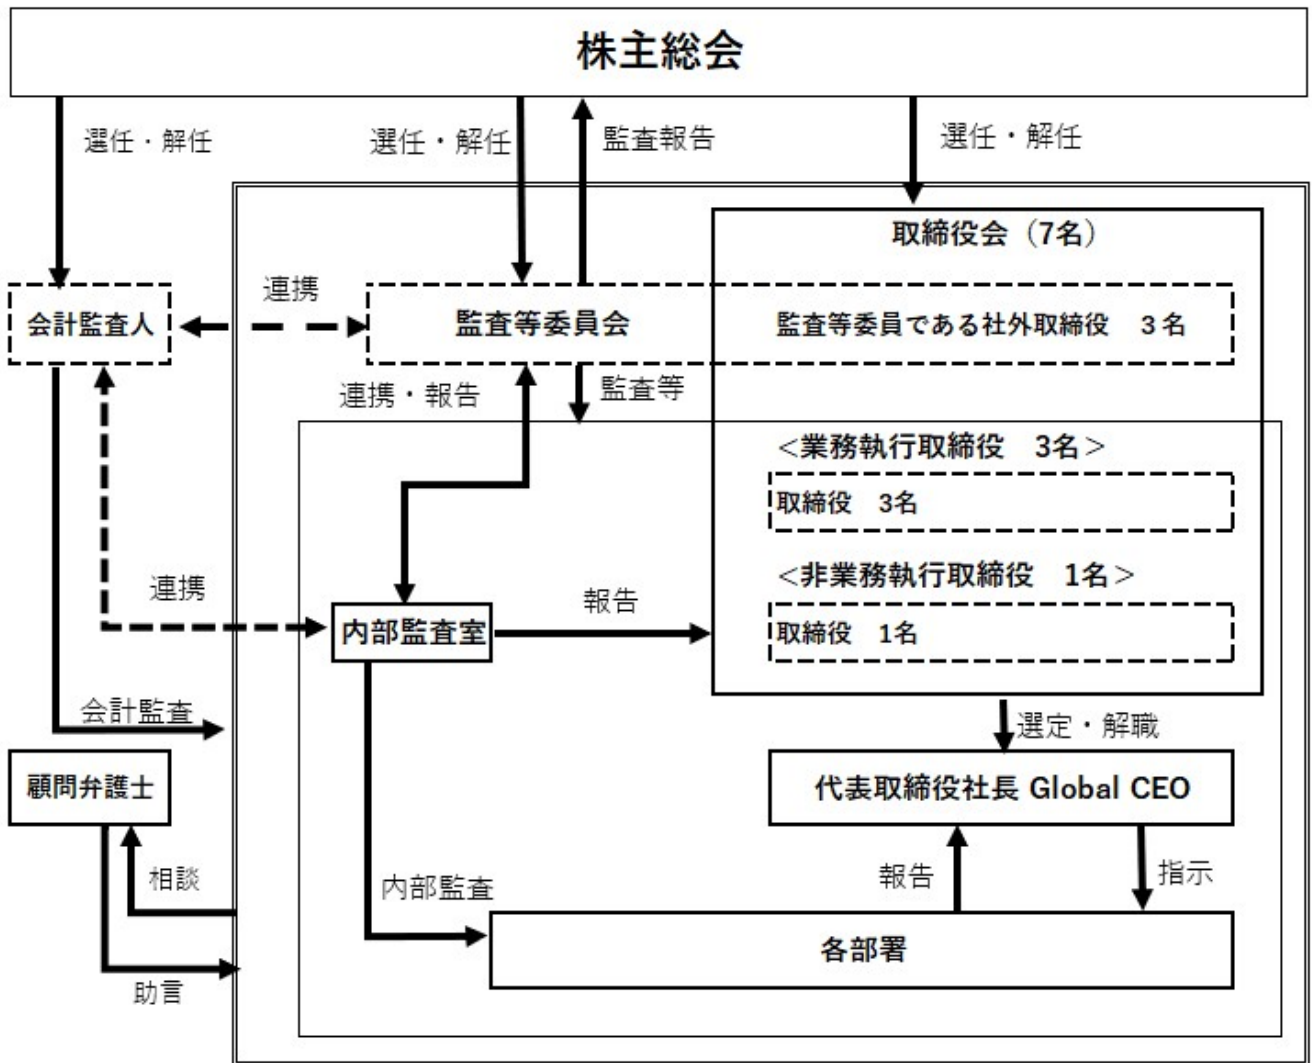 株主総会
選任・解任
選任・解任
監査報告
選任・解任
取締役会（7名）
会計監査人
連携
監査等委員会
監査等委員である社外取締役　３名
連携・報告
監査等
＜業務執行取締役　3名＞
取締役　3名
＜非業務執行取締役　1名＞
取締役　1名
連携
内部監査室
報告
会計監査
選定・解職
顧問弁護士
代表取締役社長 Global CEO
相談
内部監査
報告
指示
各部署
助言